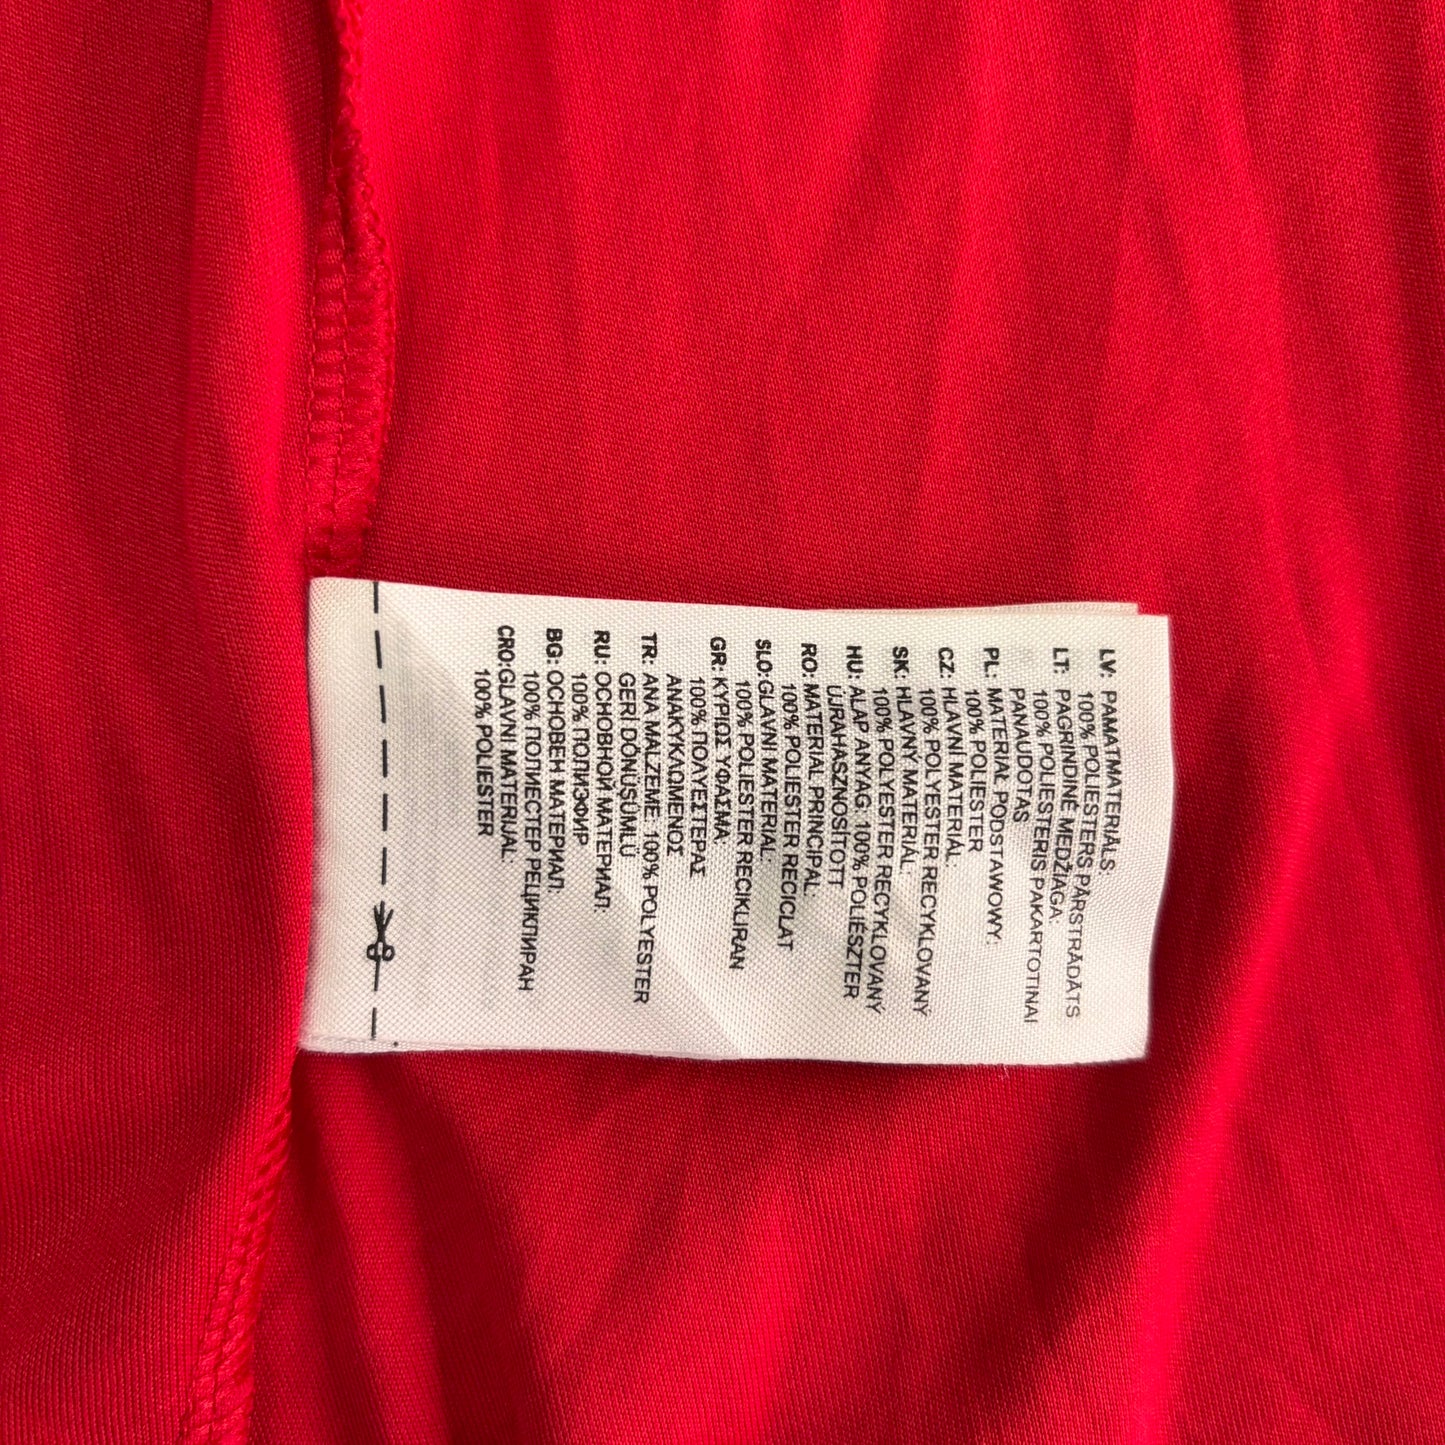 LV: PAMATMATERIĀLS:
100% POLIESTERS PĀRSTRĀDĀTS
LT: PAGRINDINĖ MEDŽIAGA:
100% POLIESTERIS PAKARTOTINAI
PANAUDOTAS
PL: MATERIAŁ PODSTAWOWY:
100% POLIESTER
CZ: HLAVNÍ MATERIÁL:
100% POLYESTER RECYKLOVANÝ
SK: HLAVNÝ MATERIÁL:
100% POLYESTER RECYKLOVANÝ
HU: ALAP ANYAG: 100% POLIÉSZTER
ÚJRAHASZNOSÍTOTT
RO: MATERIAL PRINCIPAL:
100% POLIESTER RECICLAT
SLO:GLAVNI MATERIAL:
100% POLIESTER RECIKLIRAN
GR: ΚΥΡΙΩΣ ΥΦΑΣΜΑ:
100% ΠΟΛΥΕΣΤΕΡΑΣ
ΑΝΑΚΥΚΛΩΜΕΝΟΣ
TR: ANA MALZEME: 100% POLYESTER
GERİ DÖNÜŞÜMLÜ
RU: ОСНОВНОЙ МАТЕРИАЛ:
100% ПОЛИЭФИР
BG: ОСНОВЕН МАТЕРИАЛ:
100% ПОЛИЕСТЕР РЕЦИКЛИРАН
CRO:GLAVNI MATERIJAL:
100% POLIESTER